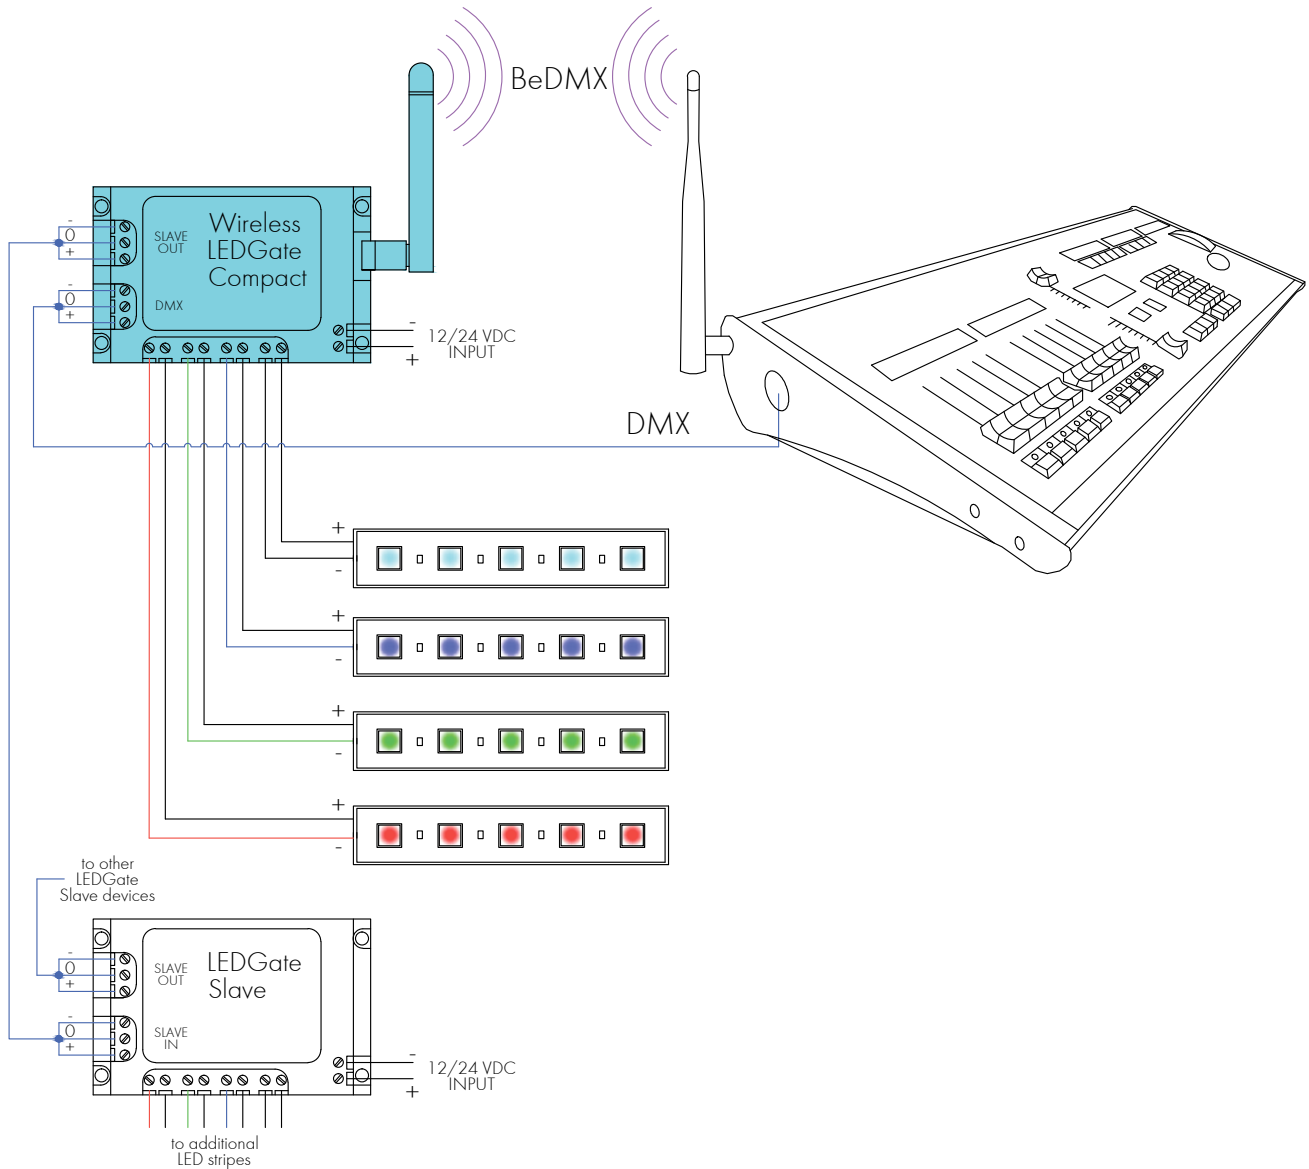 BeDMX
Wireless
LEDGate
Compact
SLAVE
OUT
-
0
+
DMX
-
0
+
-
12/24 VDC
INPUT
+
DMX
+
-
+
-
+
-
+
-
to other
LEDGate
Slave devices
LEDGate
Slave
SLAVE
OUT
-
0
+
SLAVE
IN
-
0
+
-
12/24 VDC
INPUT
+
to additional
LED stripes